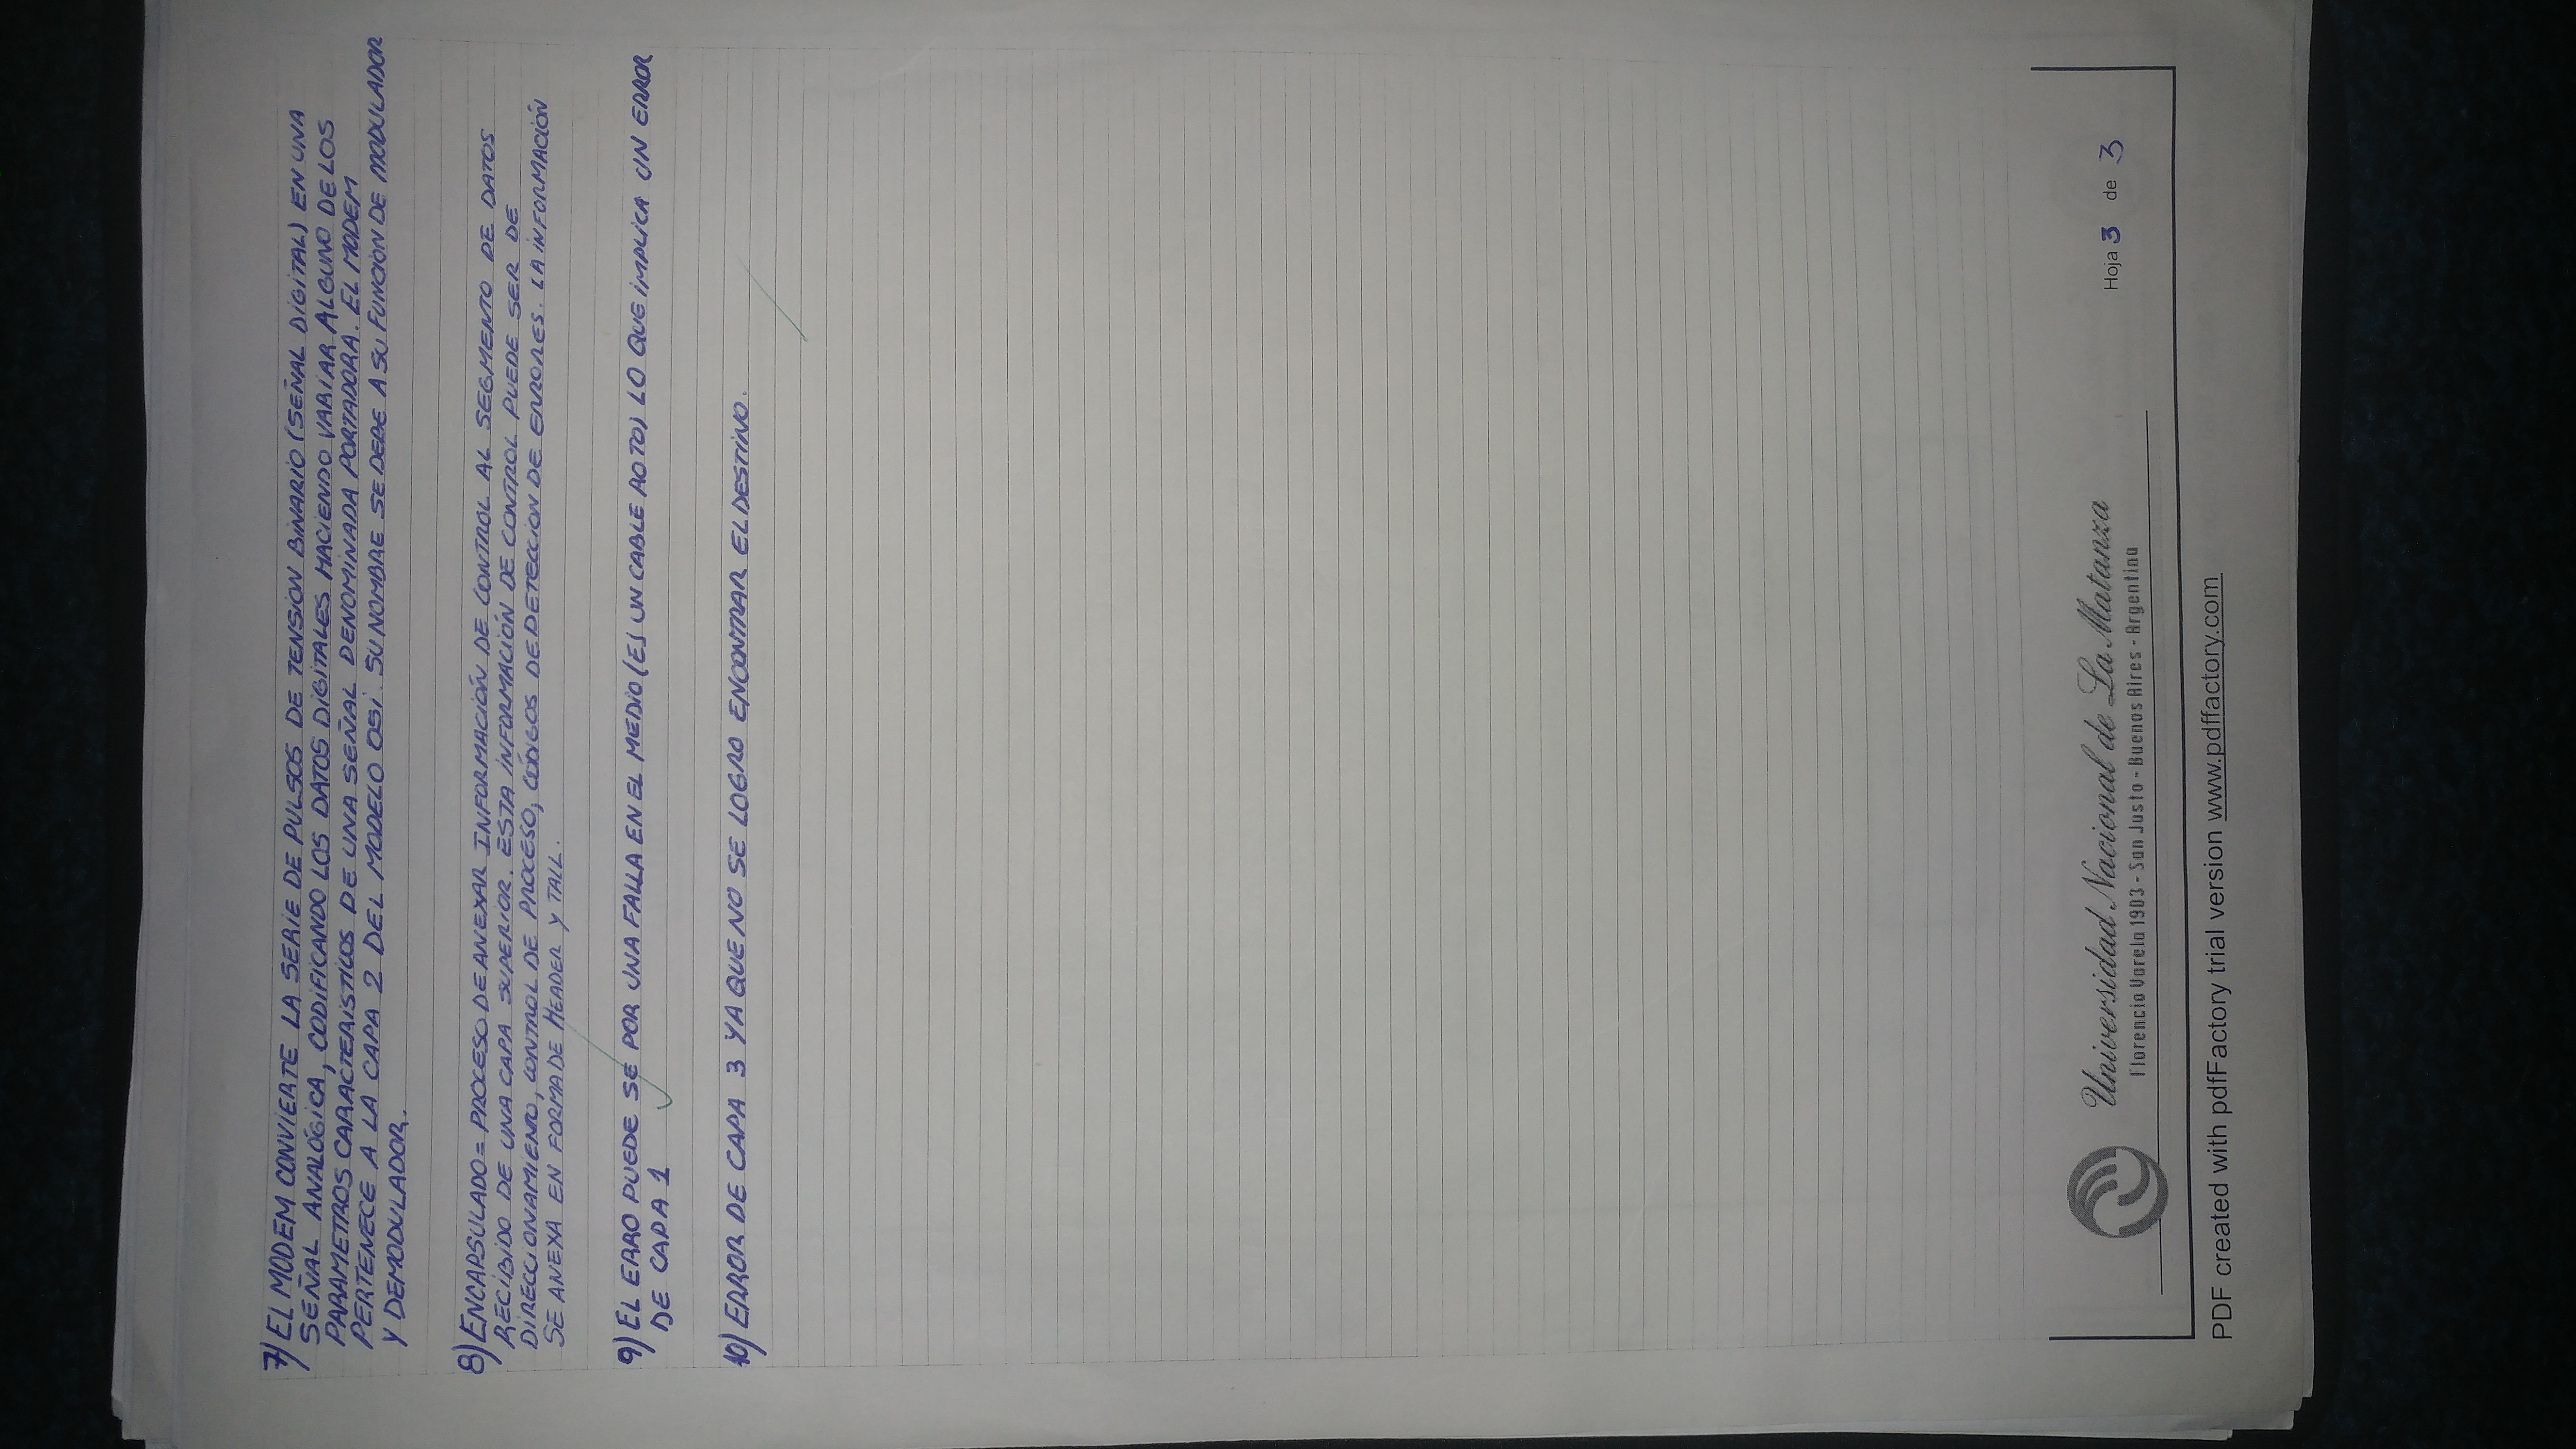 7) EL MODEM CONVIERTE LA SERIE DE PULSOS DE TENSION BINARIO (SEÑAL DIGITAL) EN UNA
SEÑAL ANALÓGICA, CODIFICANDO LOS DATOS DIGITALES HACIENDO VARIAR ALGUNO DE LOS
PARAMETROS CARACTERISTICOS DE UNA SEÑAL DENOMINADA PORTADORA. EL MODEM
PERTENECE A LA CAPA 2 DEL MODELO OSI. SU NOMBRE SE DEBE A SU FUNCION DE MODULADOR
Y DEMODULADOR.
8) ENCAPSULADO = PROCESO DE ANEXAR INFORMACIÓN DE CONTROL AL SEGMENTO DE DATOS
RECIBIDO DE UNA CAPA SUPERIOR. ESTA INFORMACIÓN DE CONTROL PUEDE SER DE
DIRECCIONAMIENTO, CONTROL DE PROCESO, CÓDIGOS DE DETECCION DE ERRORES. LA INFORMACIÓN
SE ANEXA EN FORMA DE HEADER Y TALL.
9) EL ERRO PUEDE SE POR UNA FALLA EN EL MEDIO (EJ UN CABLE ROTO) LO QUE IMPLICA UN ERROR
DE CAPA 1
10) ERROR DE CAPA 3 YA QUE NO SE LOGRO ENCONTRAR EL DESTINO.
Universidad Nacional de La Matanza
Florencio Varela 1903 - San Justo - Buenos Aires - Argentina
Hoja 3 de 3
PDF created with pdfFactory trial version www.pdffactory.com